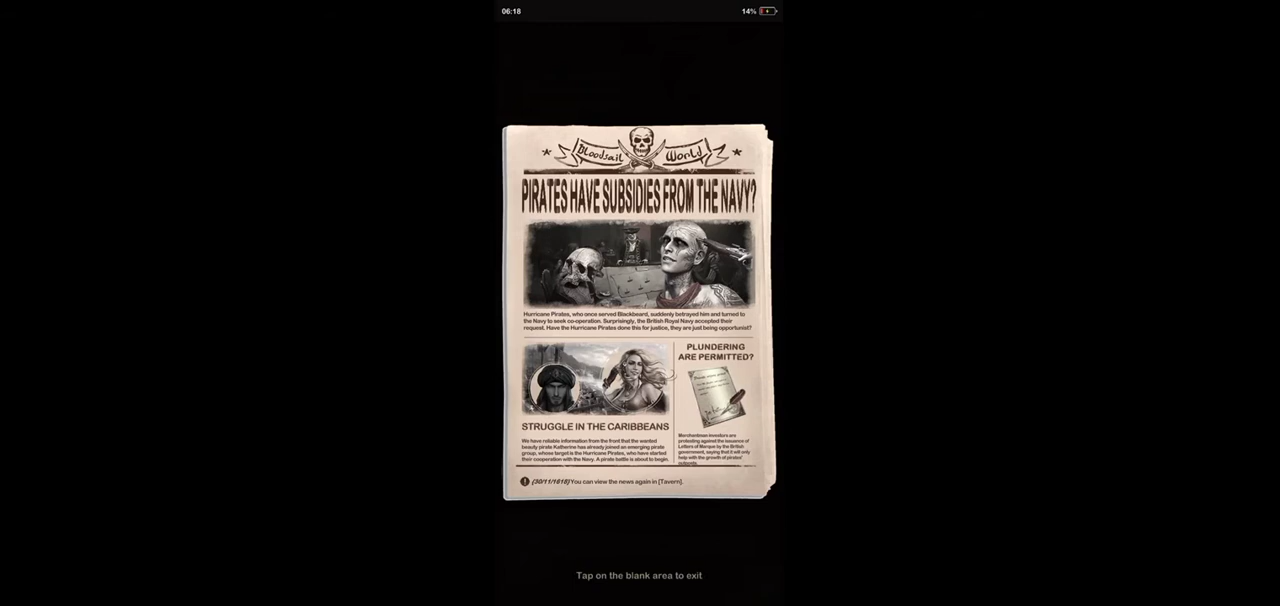 06:18
14%
Bloodsail World
PIRATES HAVE SUBSIDIES FROM THE NAVY?
Hurricane Pirates, who once served Blackbeard, suddenly betrayed him and turned to
the Navy to seek co-operation. Surprisingly, the British Royal Navy accepted their
request. Have the Hurricane Pirates done this for justice, they are just being opportunist?
STRUGGLE IN THE CARIBBEANS
We have reliable information from the front that the wanted
beauty pirate Katherine has already joined an emerging pirate
group, whose target is the Hurricane Pirates, who have started
their cooperation with the Navy. A pirate battle is about to begin.
PLUNDERING
ARE PERMITTED?
Merchantman investors are
protesting against the issuance of
Letters of Marque by the British
government, saying that it will only
help with the growth of pirates'
outposts.
(30/11/1618) You can view the news again in [Tavern].
Tap on the blank area to exit